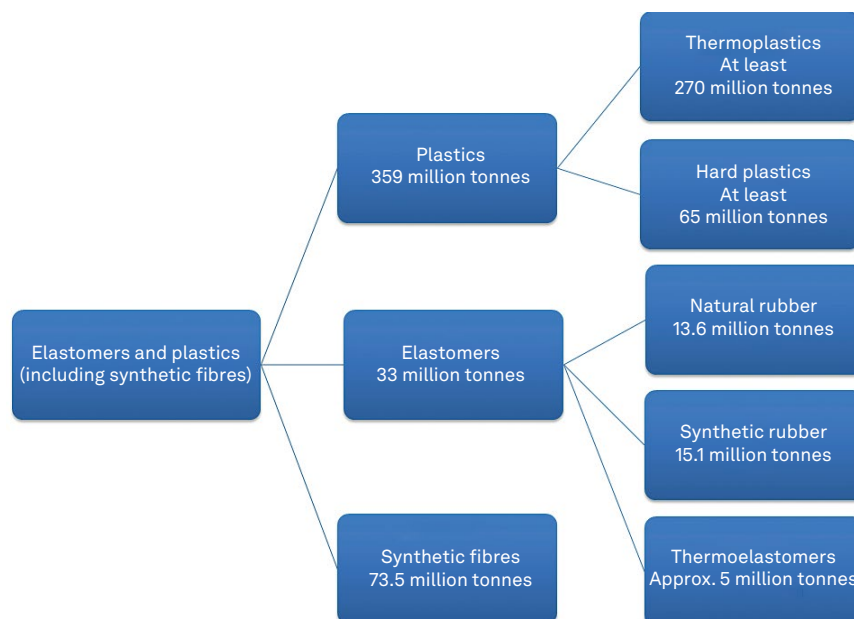 Elastomers and plastics
(including synthetic fibres)
Plastics
359 million tonnes
Elastomers
33 million tonnes
Synthetic fibres
73.5 million tonnes
Thermoplastics
At least
270 million tonnes
Hard plastics
At least
65 million tonnes
Natural rubber
13.6 million tonnes
Synthetic rubber
15.1 million tonnes
Thermoelastomers
Approx. 5 million tonnes